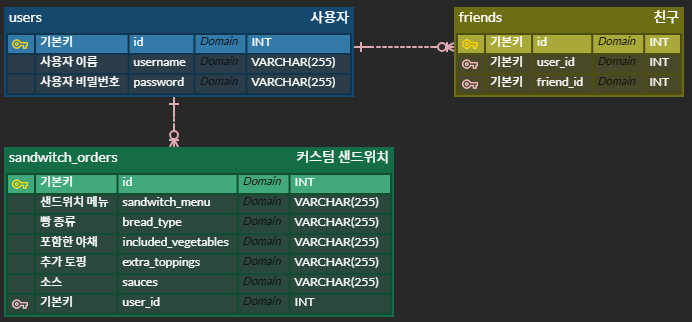 users 사용자
기본키 id Domain INT
사용자 이름 username Domain VARCHAR(255)
사용자 비밀번호 password Domain VARCHAR(255)
friends 친구
기본키 id Domain INT
기본키 user_id Domain INT
기본키 friend_id Domain INT
sandwitch_orders 커스텀 샌드위치
기본키 id Domain INT
샌드위치 메뉴 sandwitch_menu Domain VARCHAR(255)
빵 종류 bread_type Domain VARCHAR(255)
포함한 야채 included_vegetables Domain VARCHAR(255)
추가 토핑 extra_toppings Domain VARCHAR(255)
소스 sauces Domain VARCHAR(255)
기본키 user_id Domain INT